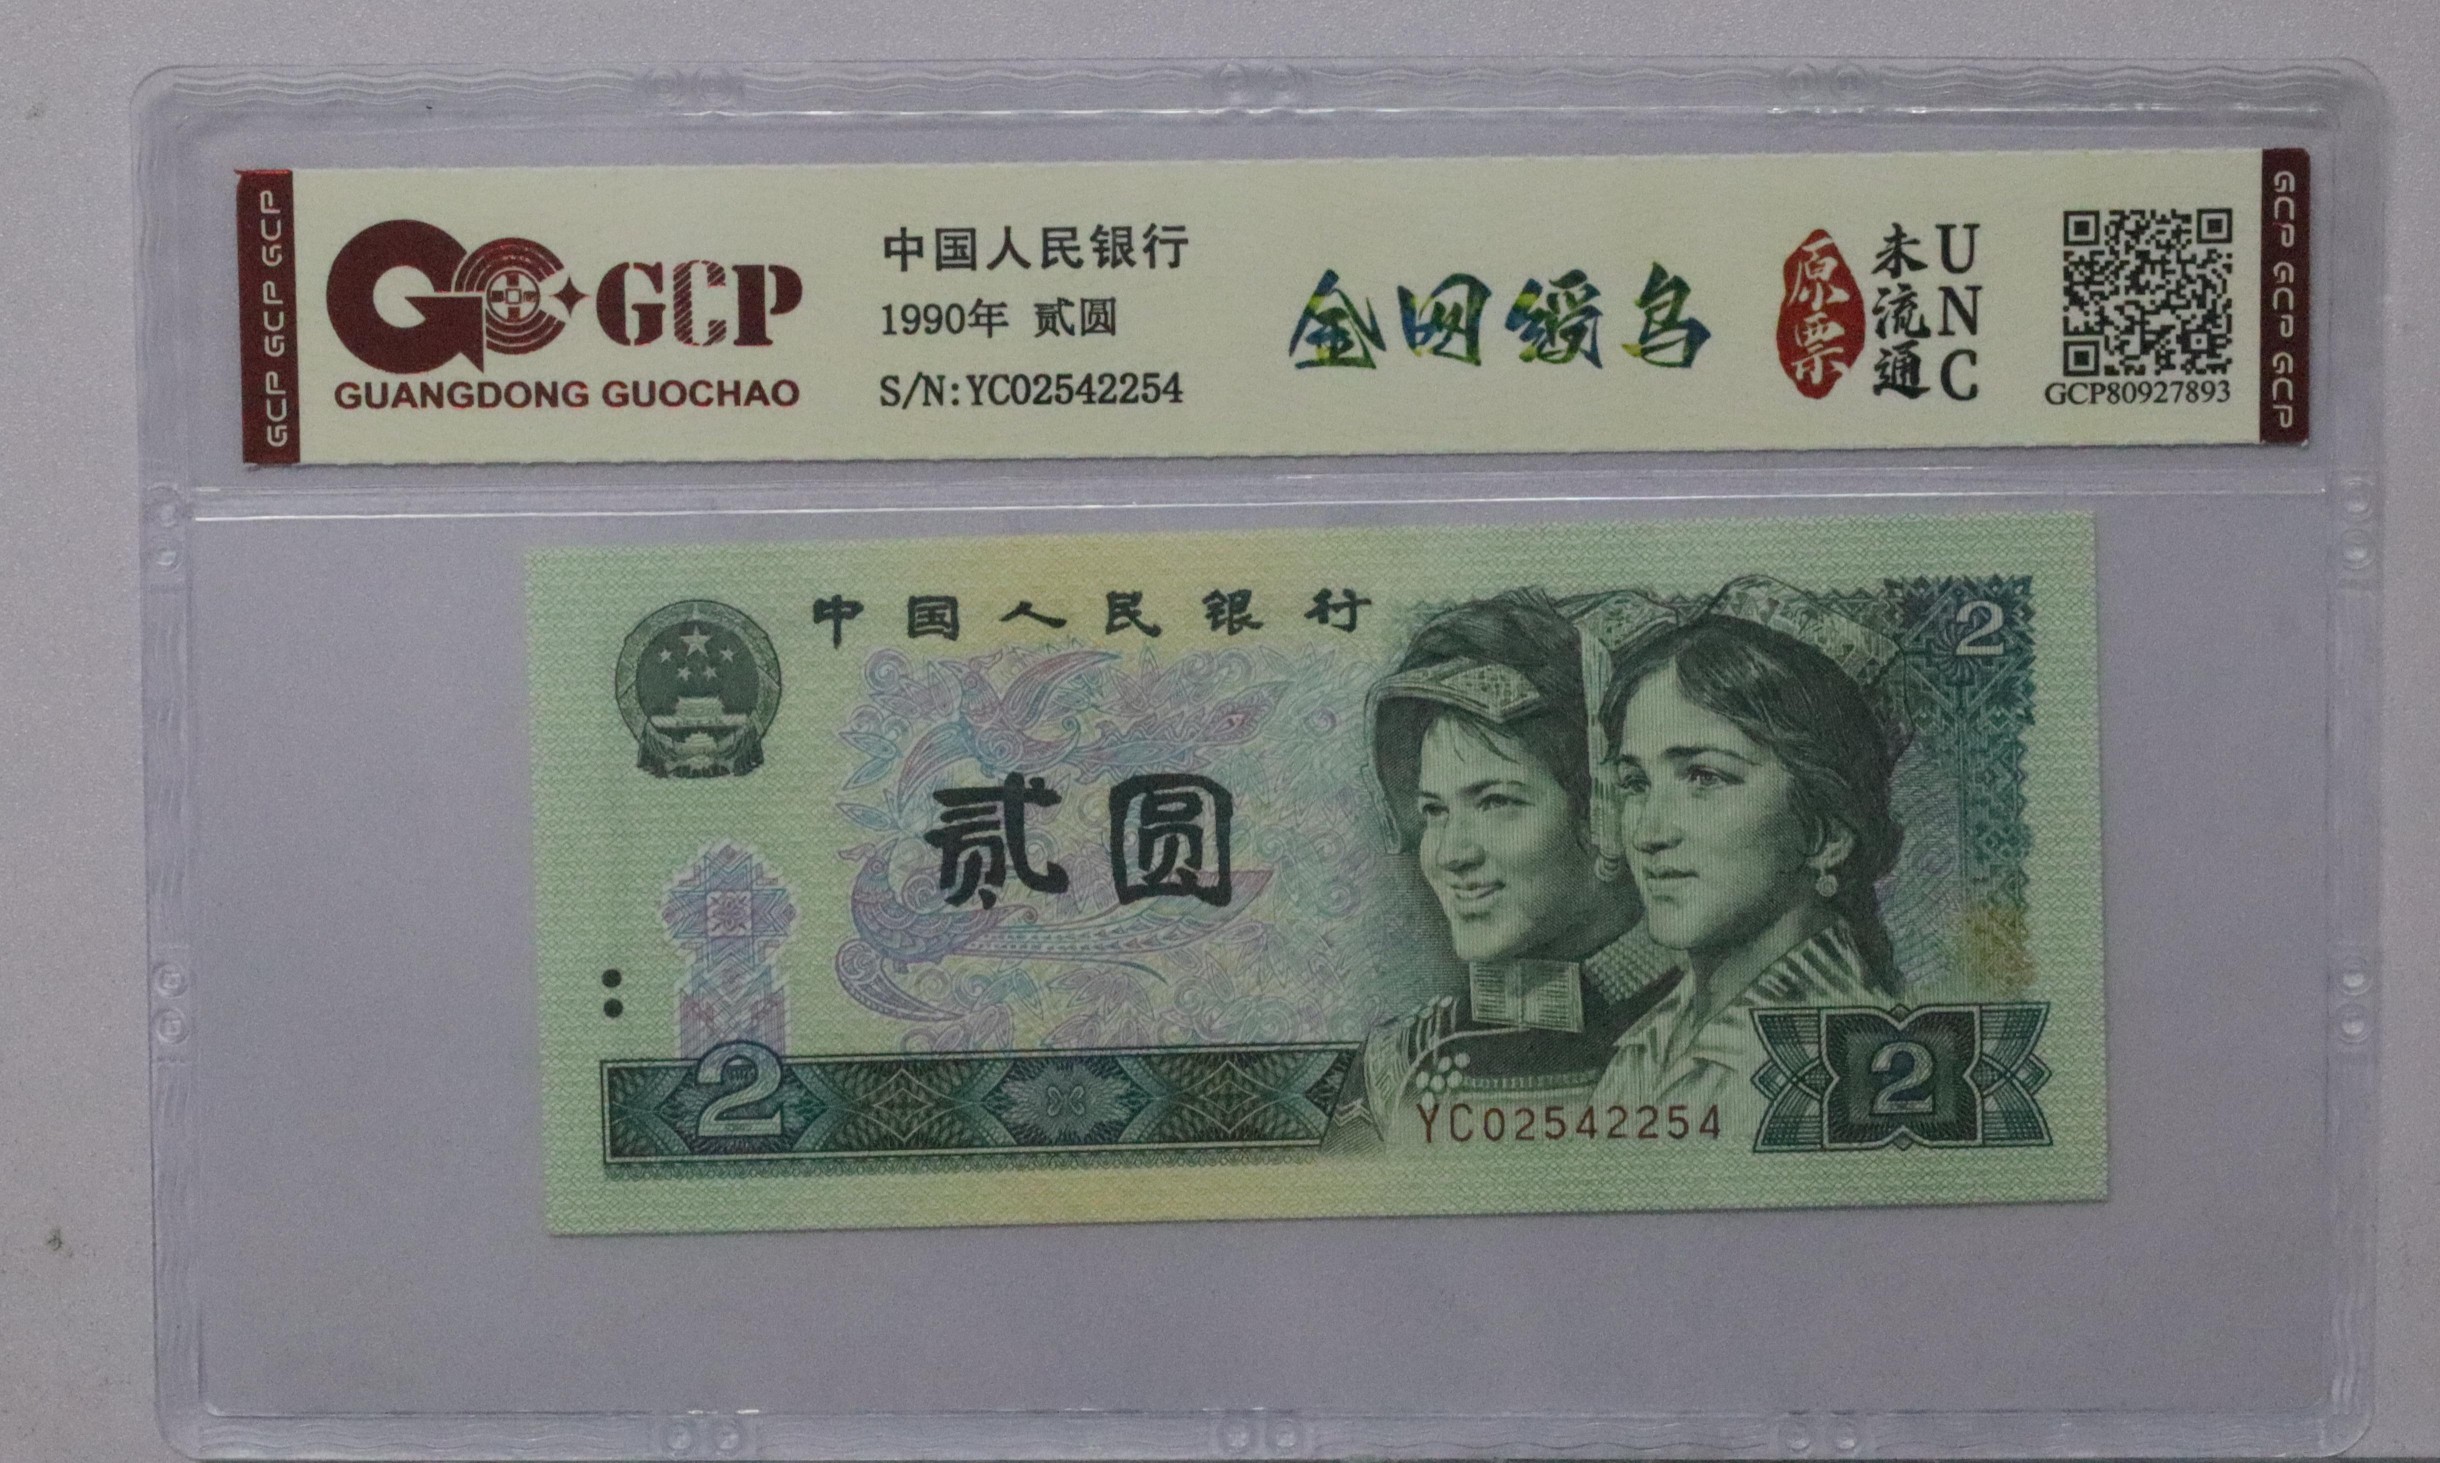 GCP GCP GCP
GCP
GUANGDONG GUOCHAO
中国人民银行
1990年 贰圆
S/N:YC02542254
金网绶鸟
原票
未流通
UNC
GCP80927893
GCP GCP GCP
中国人民银行
2
贰圆
2
YC02542254
2